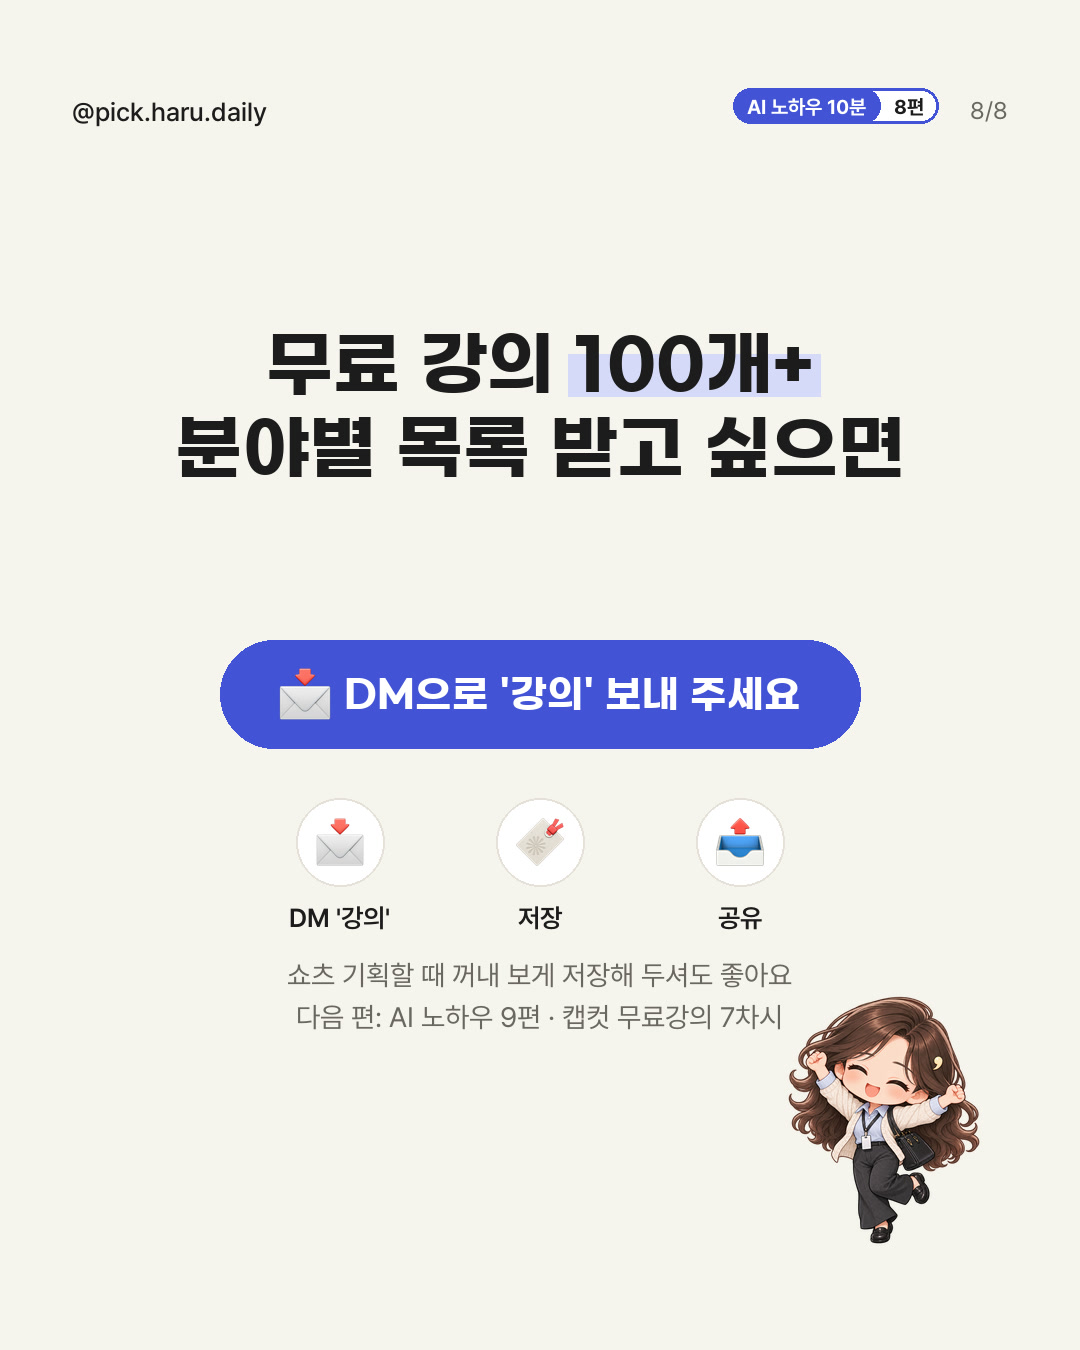 @pick.haru.daily
AI 노하우 10분 8편 8/8
무료 강의 100개+
분야별 목록 받고 싶으면
DM으로 '강의' 보내 주세요
DM '강의' 저장 공유
쇼츠 기획할 때 꺼내 보게 저장해 두셔도 좋아요
다음 편: AI 노하우 9편 · 캡컷 무료강의 7차시